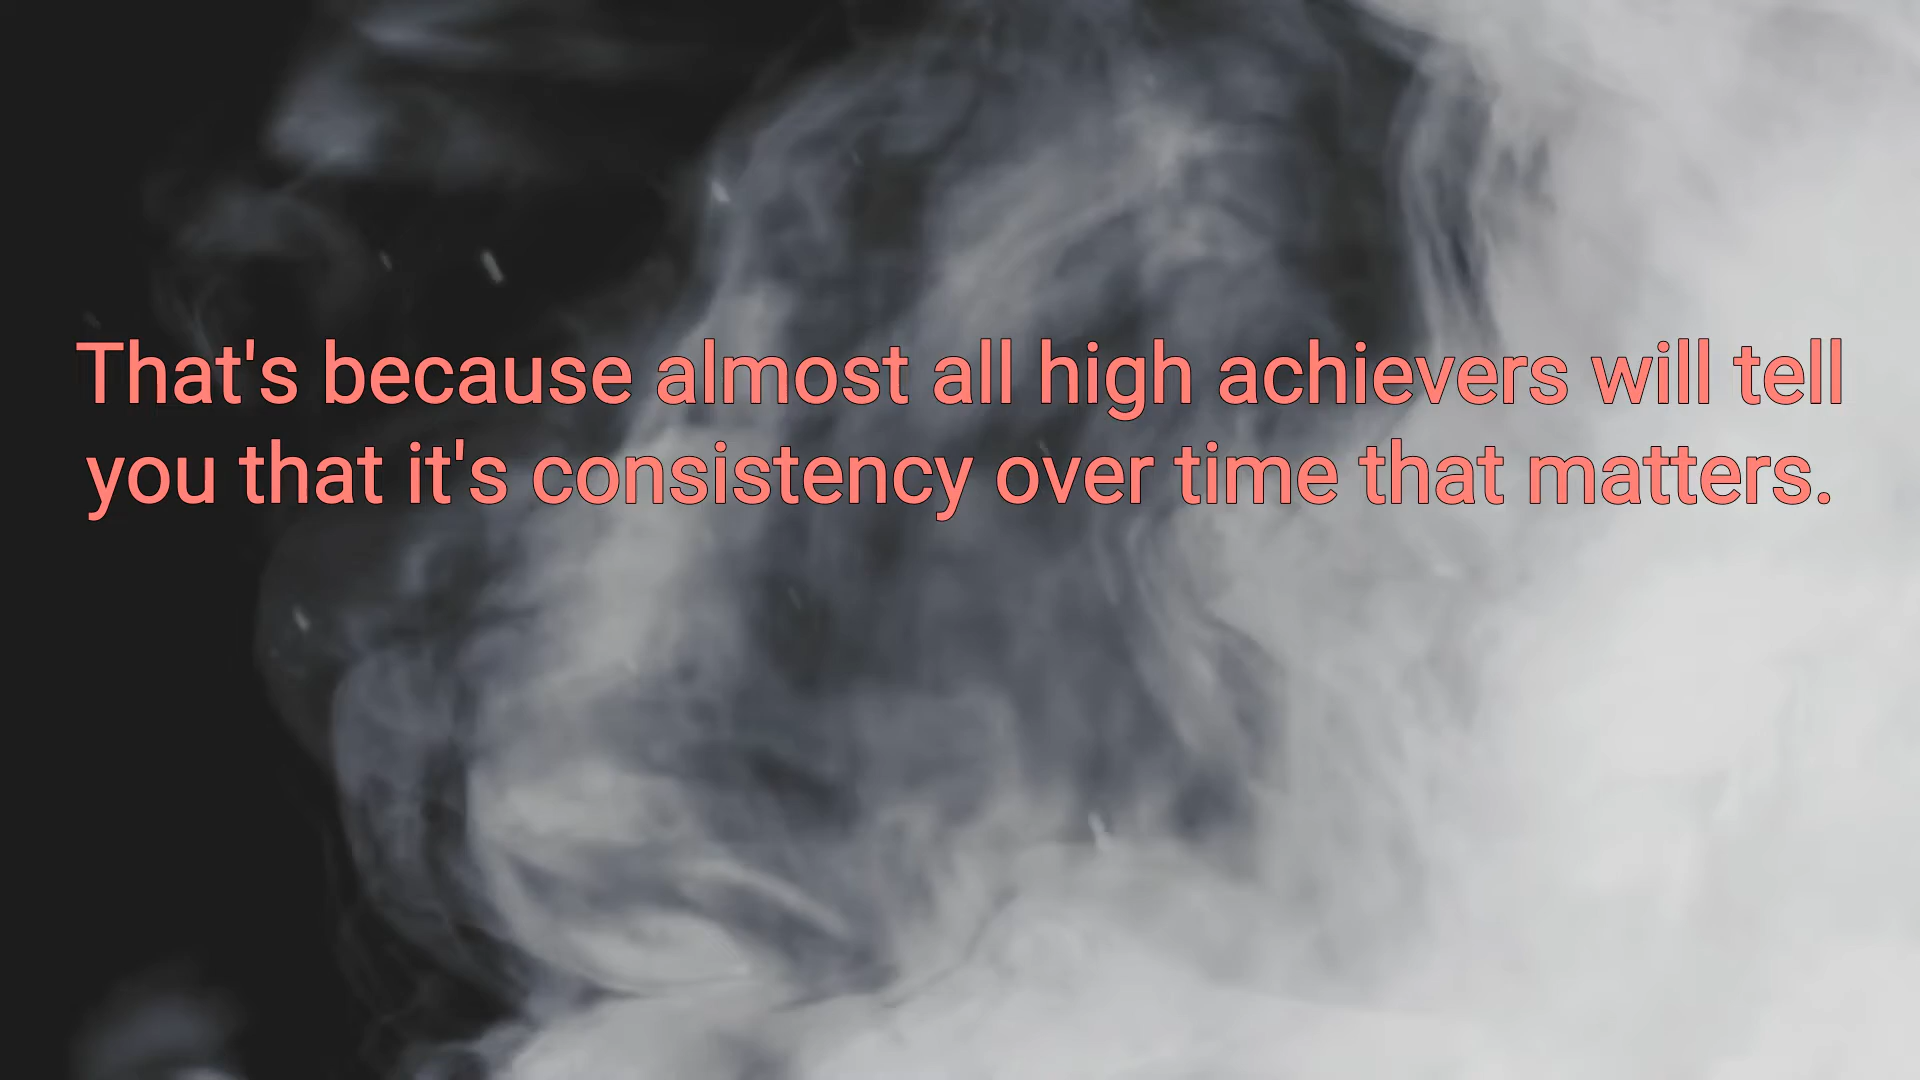 That's because almost all high achievers will tell
you that it's consistency over time that matters.